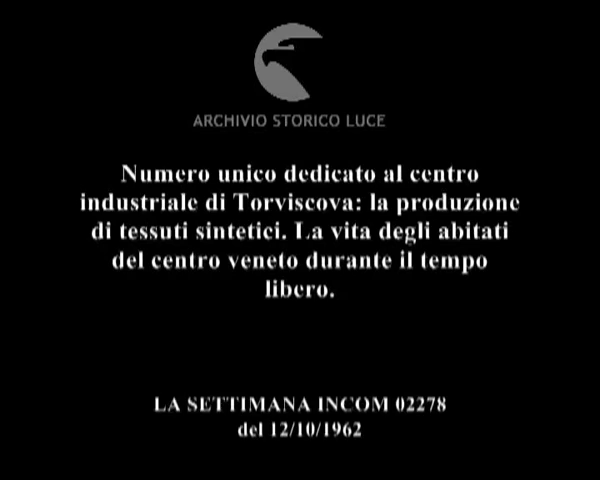 ARCHIVIO STORICO LUCE
Numero unico dedicato al centro
industriale di Torviscova: la produzione
di tessuti sintetici. La vita degli abitati
del centro veneto durante il tempo
libero.
LA SETTIMANA INCOM 02278
del 12/10/1962